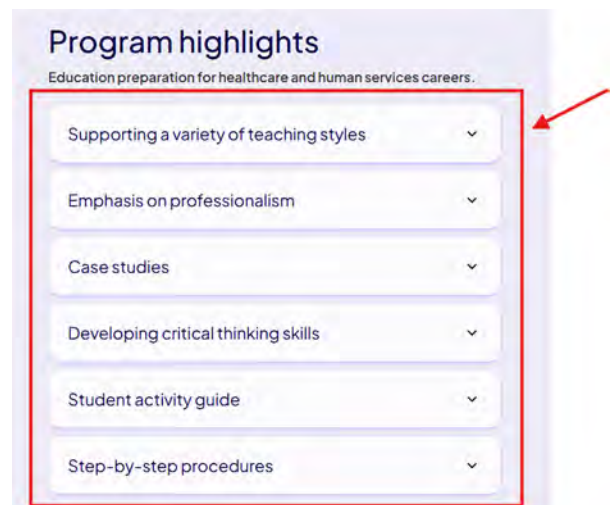 Program highlights
Education preparation for healthcare and human services careers.
Supporting a variety of teaching styles
Emphasis on professionalism
Case studies
Developing critical thinking skills
Student activity guide
Step-by-step procedures